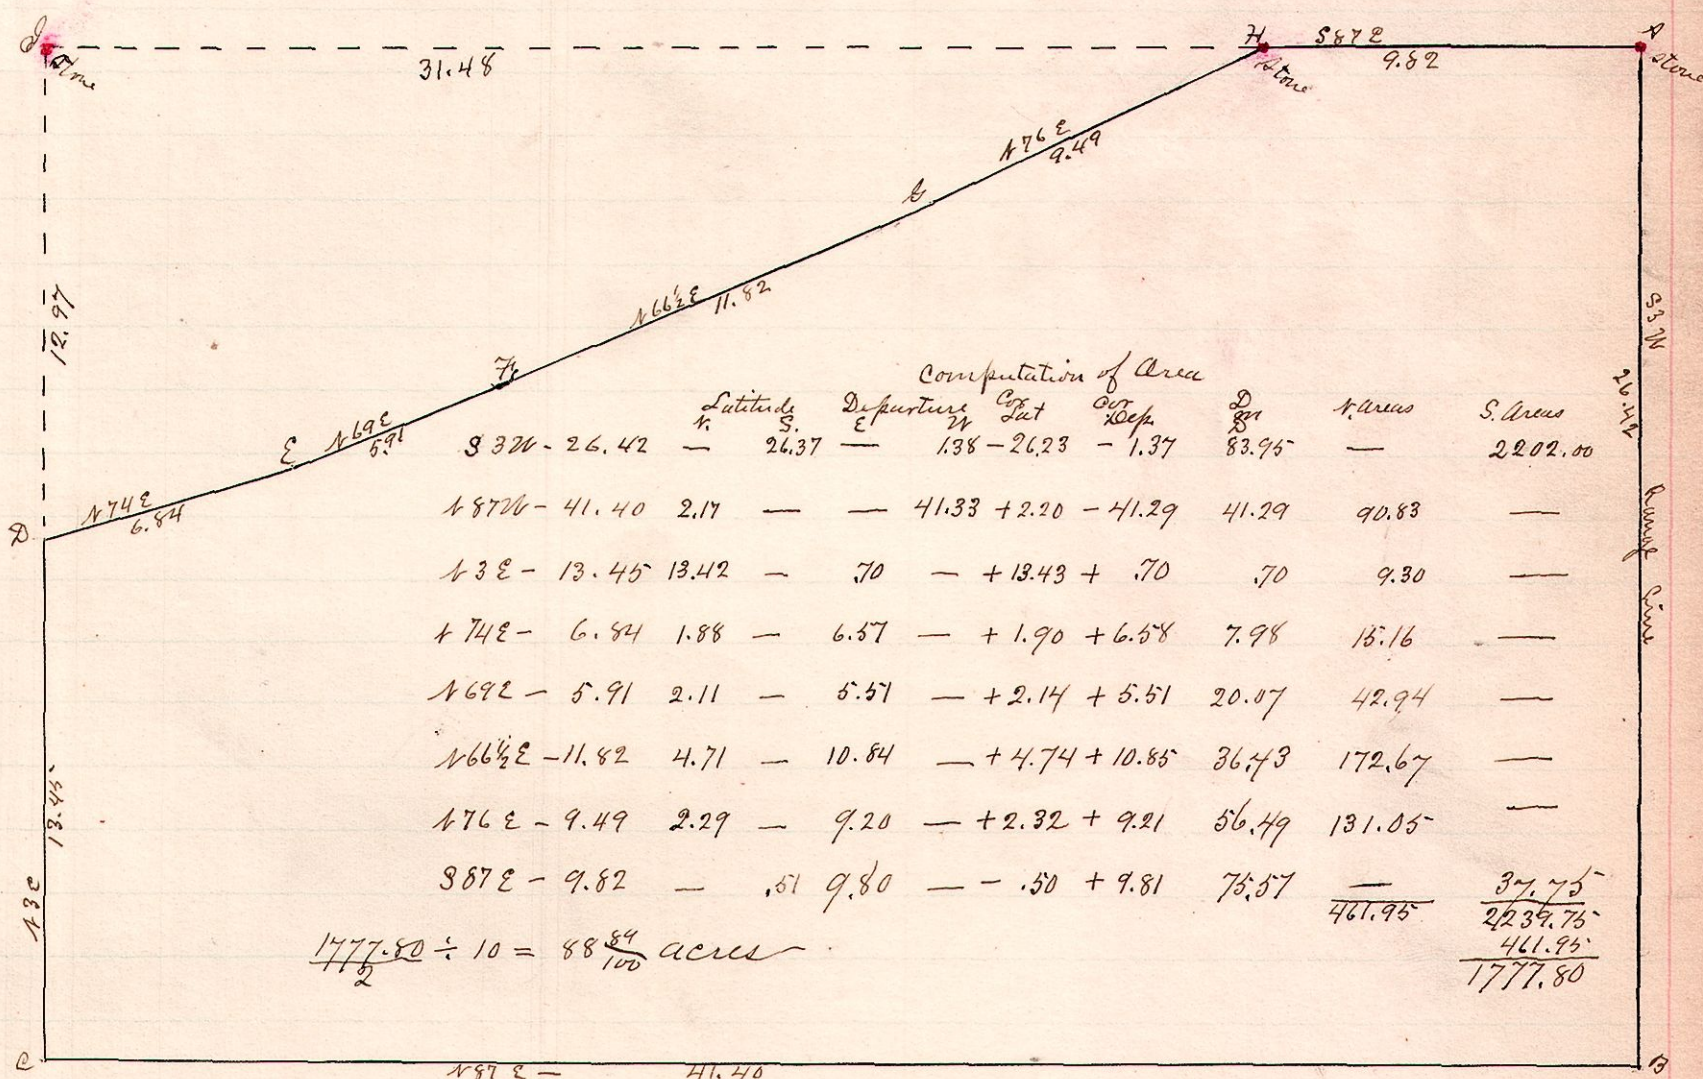 I H S87E A
Stone 31.48 Stone 9.82 Stone
N76E
9.49
G
12.97
N66½E 11.82
S3W
F
26.42
Computation of Area
Latitude Departure Cor Lat Cor Dep. D M D N. Areas S. Areas
N. S. E W
E N69E 5.91
S3W - 26.42 — 26.37 — 1.38 - 26.23 - 1.37 83.95 — 2202.00
N74E 6.84
D
N87W - 41.40 2.17 — — 41.33 + 2.20 - 41.29 41.29 90.83 —
Range Line
N3E - 13.45 13.42 — .70 — + 13.43 + .70 .70 9.30 —
N74E - 6.84 1.88 — 6.57 — + 1.90 + 6.58 7.98 15.16 —
N69E - 5.91 2.11 — 5.51 — + 2.14 + 5.51 20.07 42.94 —
N66½E - 11.82 4.71 — 10.84 — + 4.74 + 10.85 36.43 172.67 —
13.45
N76E - 9.49 2.29 — 9.20 — + 2.32 + 9.21 56.49 131.05 —
N3E
S87E - 9.82 — .51 9.80 — - .50 + 9.81 75.57 — 37.75
461.95 2239.75
461.95
1777.80/2 ÷ 10 = 88 89/100 acres
1777.80
C B
N87E — 41.40